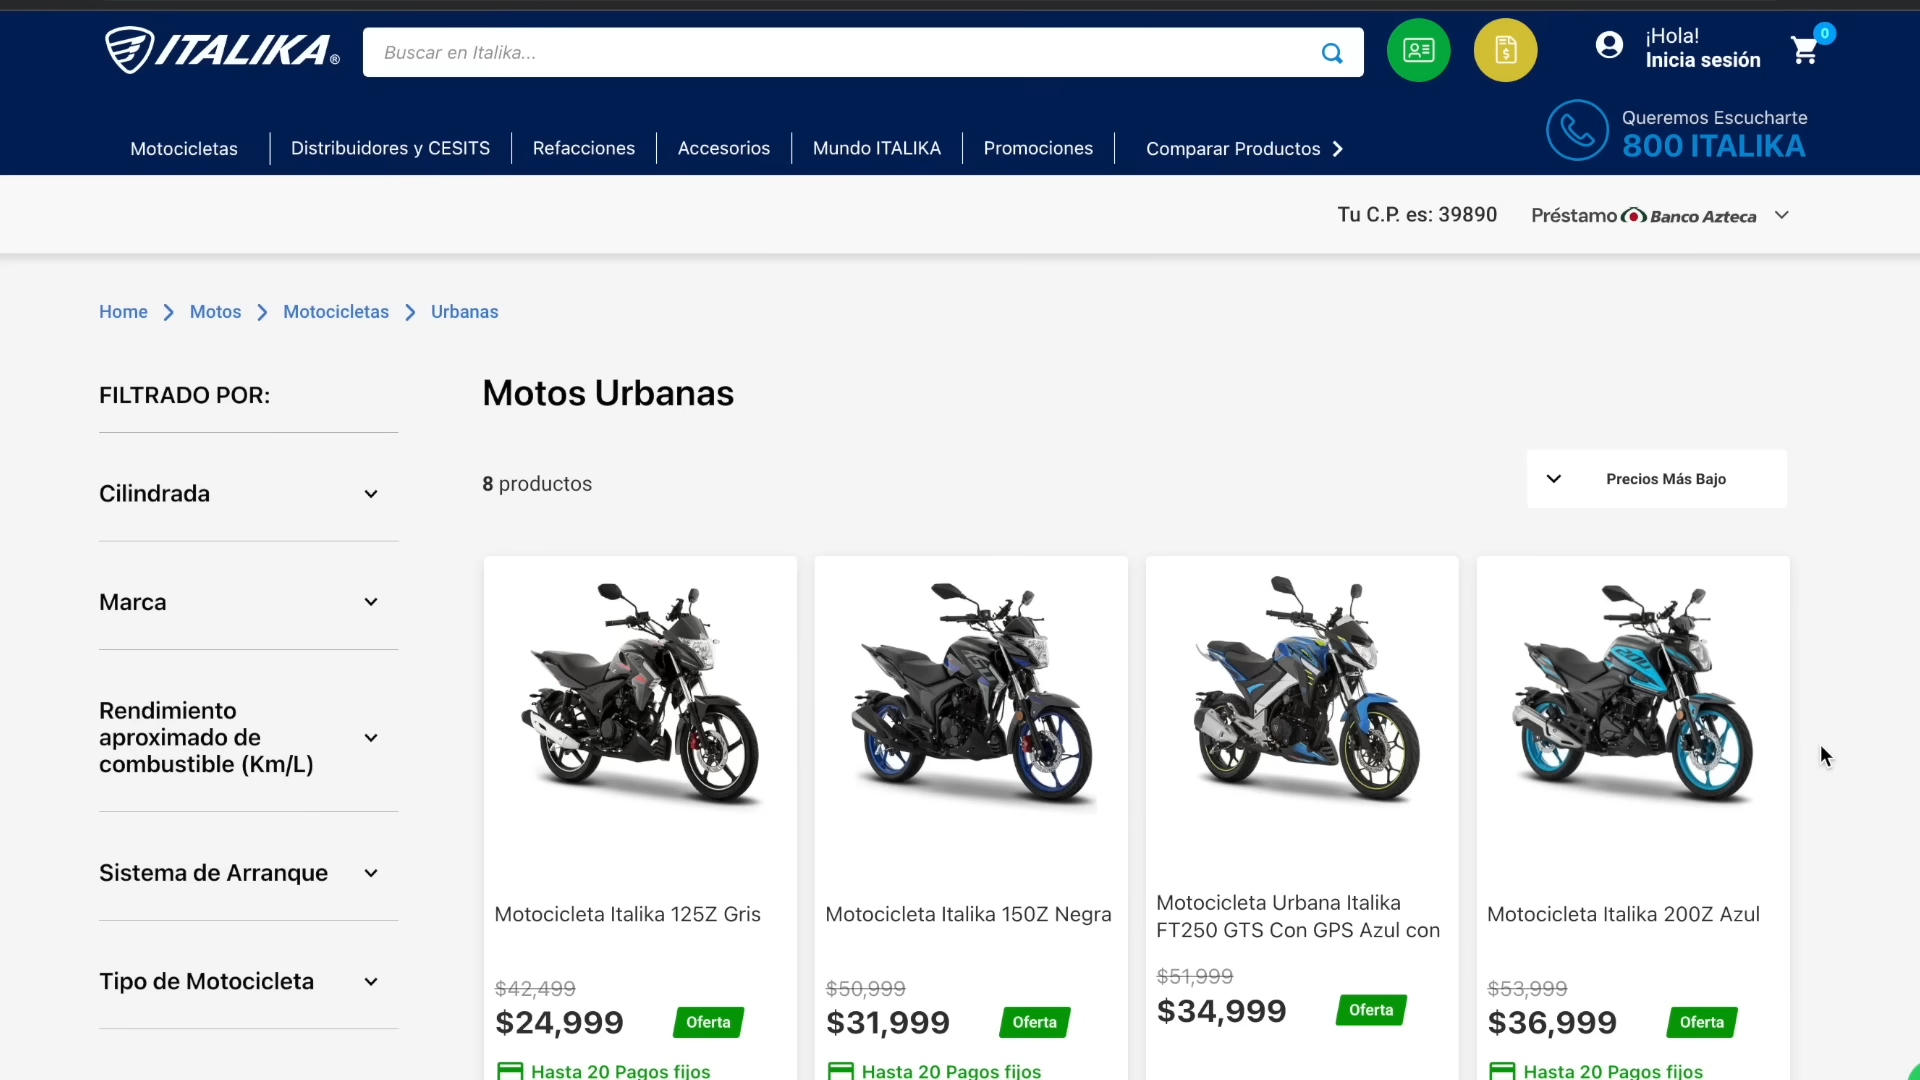 ITALIKA®
Buscar en Italika...
¡Hola!
Inicia sesión
0
Motocicletas
Distribuidores y CESITS
Refacciones
Accesorios
Mundo ITALIKA
Promociones
Comparar Productos
Queremos Escucharte
800 ITALIKA
Tu C.P. es: 39890
Préstamo Banco Azteca
Home
Motos
Motocicletas
Urbanas
FILTRADO POR:
Cilindrada
Marca
Rendimiento
aproximado de
combustible (Km/L)
Sistema de Arranque
Tipo de Motocicleta
Motos Urbanas
8 productos
Precios Más Bajo
Motocicleta Italika 125Z Gris
$42,499
$24,999
Oferta
Hasta 20 Pagos fijos
Motocicleta Italika 150Z Negra
$50,999
$31,999
Oferta
Hasta 20 Pagos fijos
Motocicleta Urbana Italika
FT250 GTS Con GPS Azul con
$51,999
$34,999
Oferta
200
Motocicleta Italika 200Z Azul
$53,999
$36,999
Oferta
Hasta 20 Pagos fijos